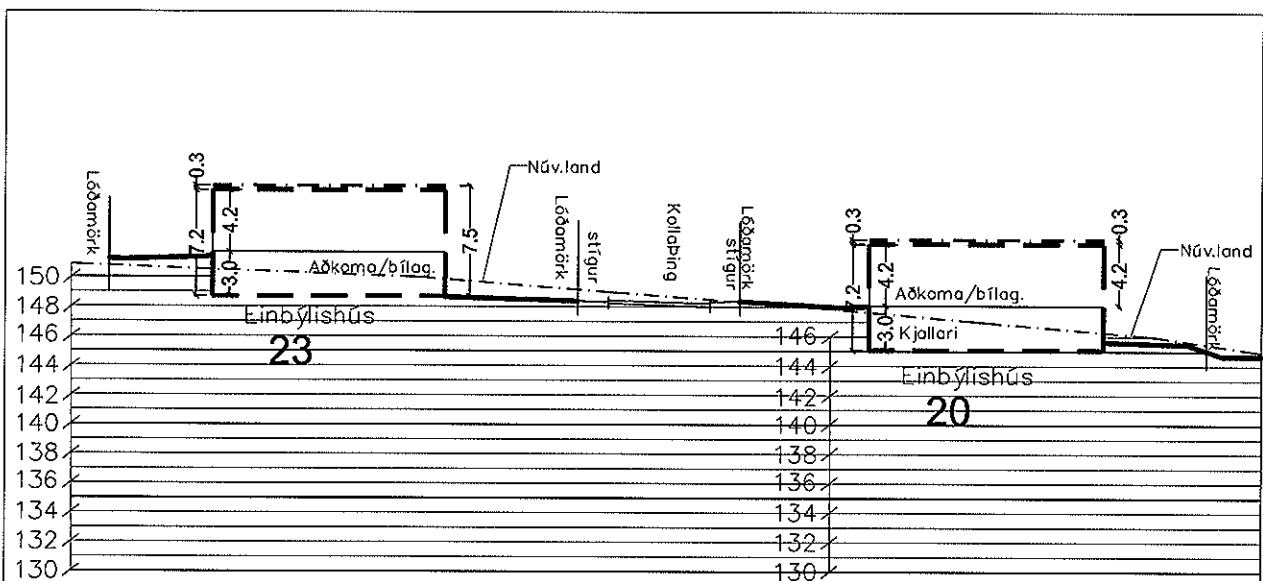 Lóðamörk
0.3
4.2
7.2
3.0
Aðkoma/bílag.
7.5
Núv.land
Lóðamörk
stígur
Kollaþing
stígur
Lóðamörk
0.3
4.2
7.2
3.0
Aðkoma/bílag.
Kjallari
0.3
4.2
Núv.land
Lóðamörk
Einbýlishús
23
Einbýlishús
20
150
148
146
144
142
140
138
136
134
132
130
146
144
142
140
138
136
134
132
130